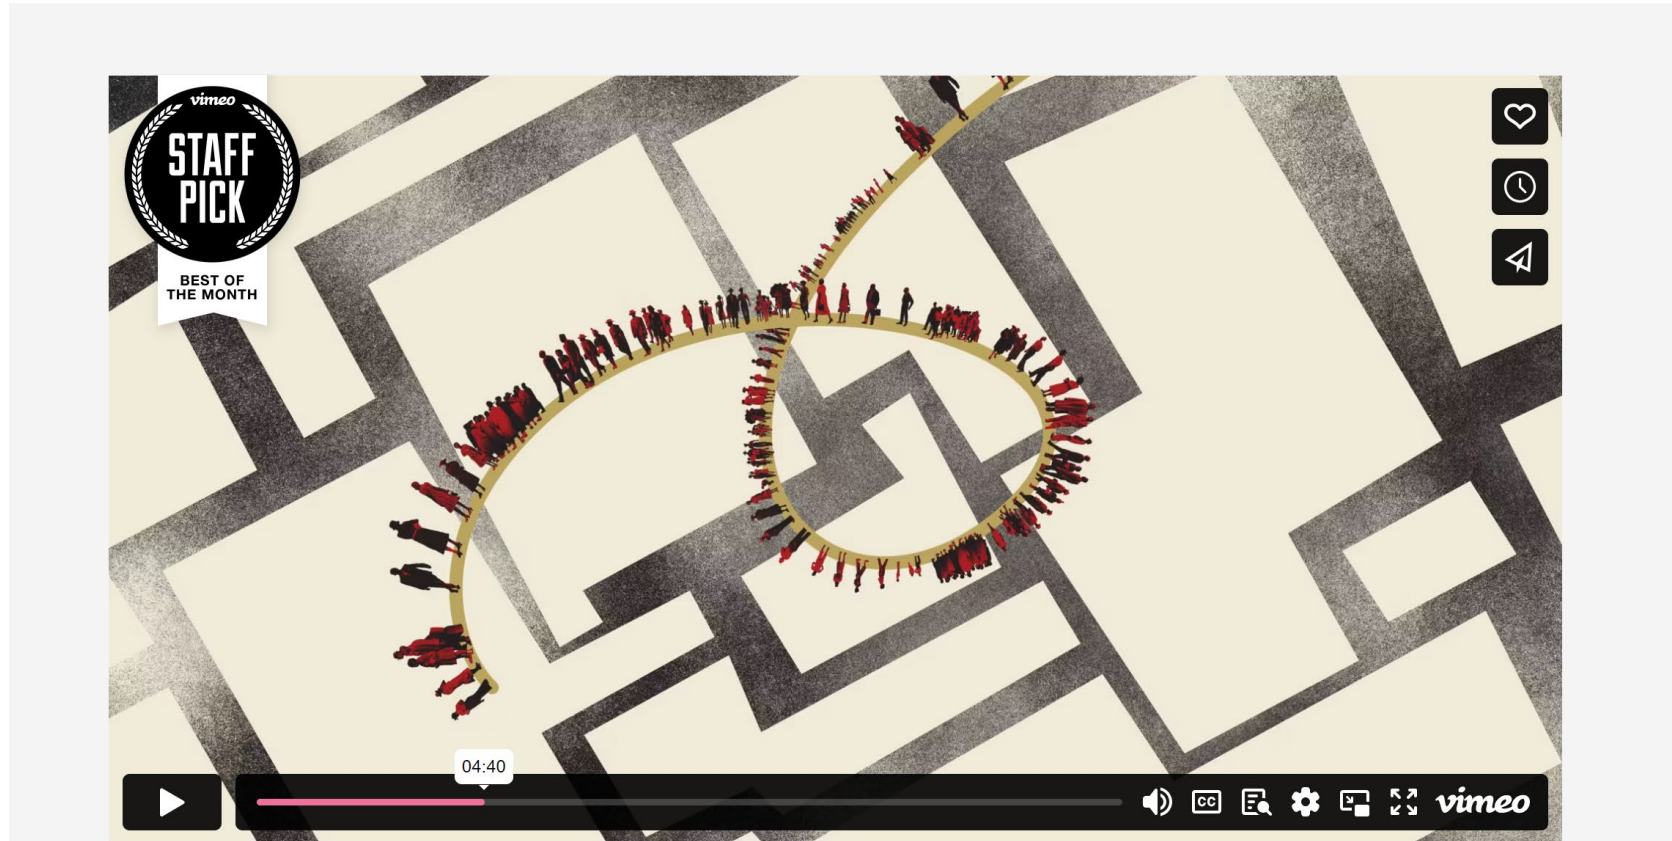 vimeo
STAFF
PICK
BEST OF
THE MONTH
04:40
CC
vimeo